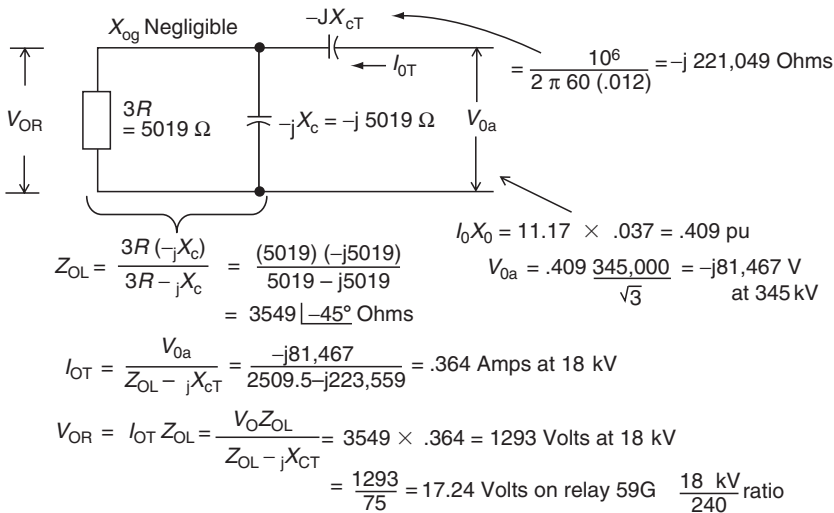 X_og Negligible
–JX_cT
I_0T
= 10⁶ / 2 π 60 (.012) = –j 221,049 Ohms
V_OR
3R
= 5019 Ω
–jX_c = –j 5019 Ω
V_0a
I_0X_0 = 11.17 × .037 = .409 pu
V_0a = .409 345,000 / √3 = –j81,467 V
at 345 kV
Z_OL = 3R (–jX_c) / 3R – jX_c = (5019) (–j5019) / 5019 – j5019
= 3549 |–45° Ohms
I_OT = V_0a / Z_OL – jX_cT = –j81,467 / 2509.5–j223,559 = .364 Amps at 18 kV
V_OR = I_OT Z_OL = V_O Z_OL / Z_OL – jX_CT = 3549 × .364 = 1293 Volts at 18 kV
= 1293 / 75 = 17.24 Volts on relay 59G 18 kV / 240 ratio